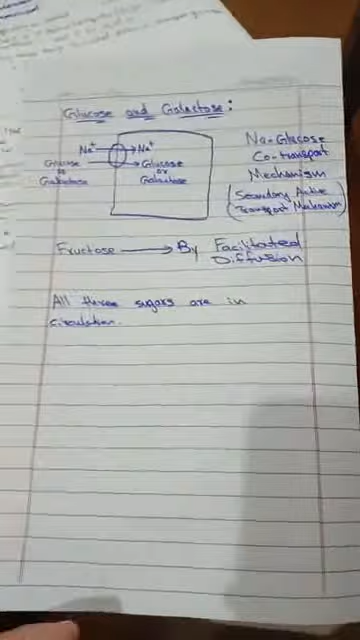 Glucose and Galactose:
Na+ → Na+
Glucose or Galactose → Glucose or Galactose
Na-Glucose
Co-transport
Mechanism
(Secondary Active
Transport Mechanism)
Fructose → By Facilitated
Diffusion
All three sugars are in
circulation.